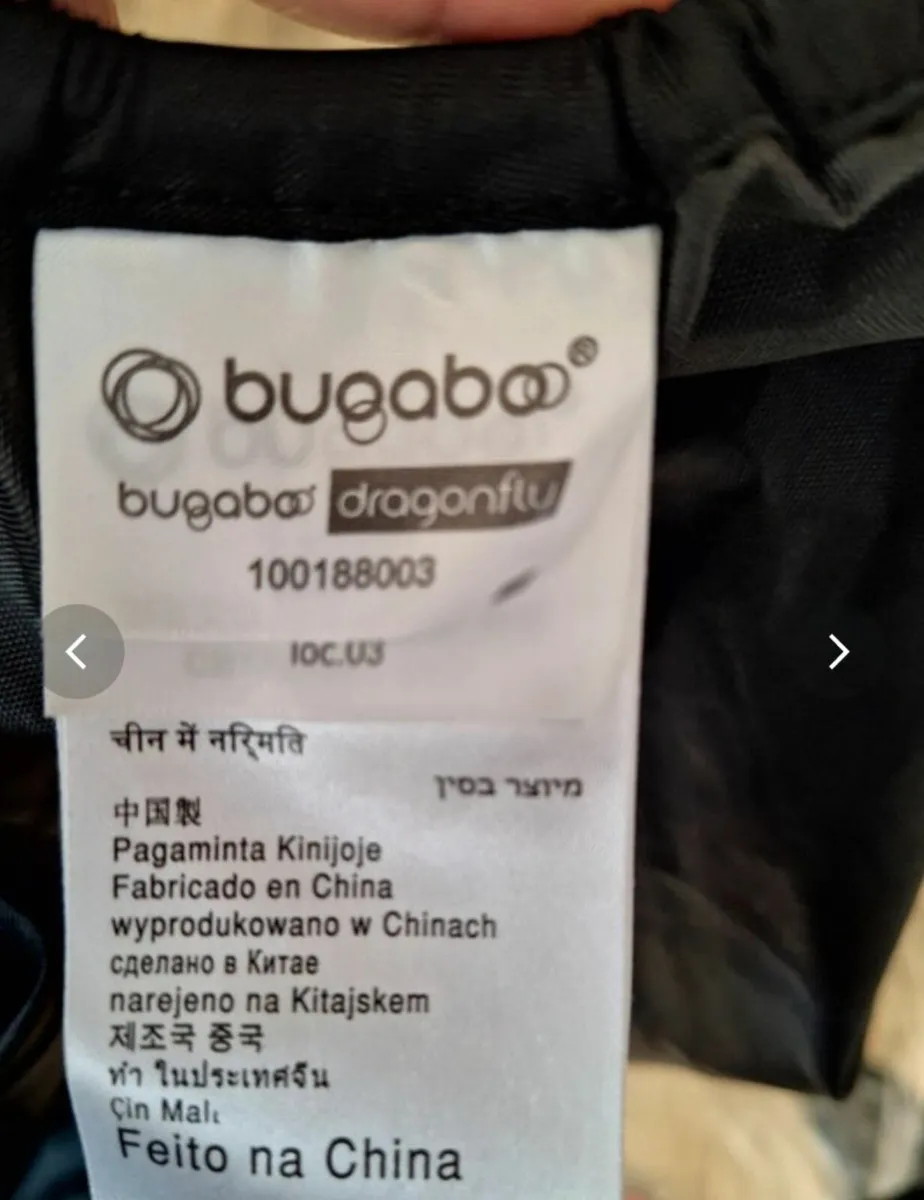 bugaboo®
bugaboo dragonfly
100188003
loc.U3
चीन में निर्मिति
מיוצר בסין
中国製
Pagaminta Kinijoje
Fabricado en China
wyprodukowano w Chinach
сделано в Китае
narejeno na Kitajskem
제조국 중국
ทำ ในประเทศจีน
Çin Malı
Feito na China